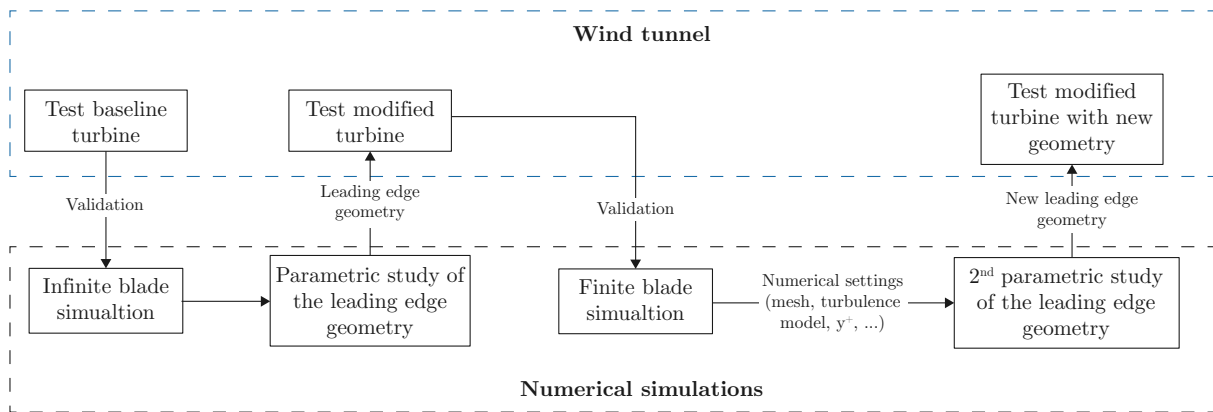 Wind tunnel
Test baseline
turbine
Test modified
turbine
Test modified
turbine with new
geometry
Validation
Leading edge
geometry
Validation
New leading edge
geometry
Infinite blade
simualtion
Parametric study of
the leading edge
geometry
Finite blade
simualtion
Numerical settings
(mesh, turbulence
model, y⁺, ...)
2ⁿᵈ parametric study
of the leading edge
geometry
Numerical simulations